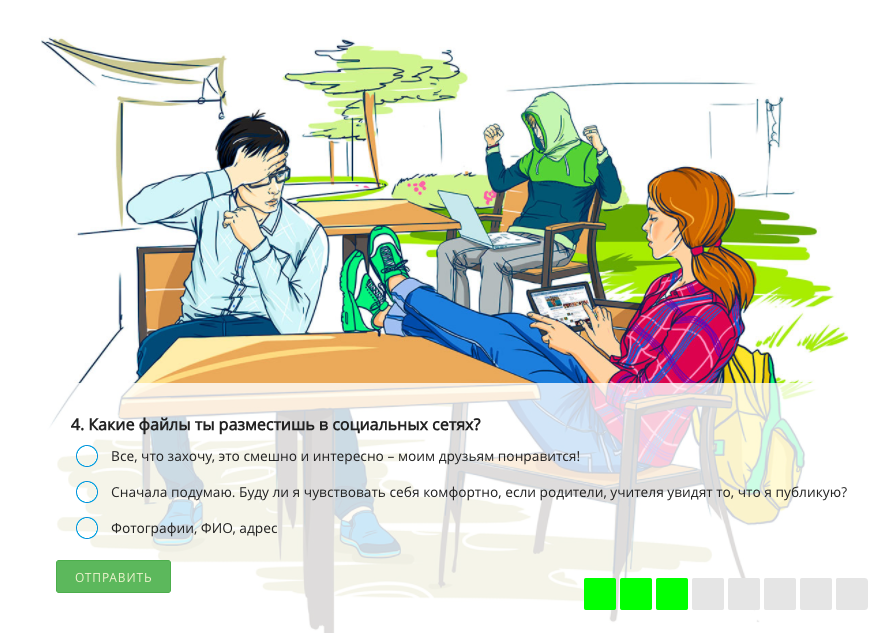 4. Какие файлы ты разместишь в социальных сетях?
Все, что захочу, это смешно и интересно – моим друзьям понравится!
Сначала подумаю. Буду ли я чувствовать себя комфортно, если родители, учителя увидят то, что я публикую?
Фотографии, ФИО, адрес
ОТПРАВИТЬ